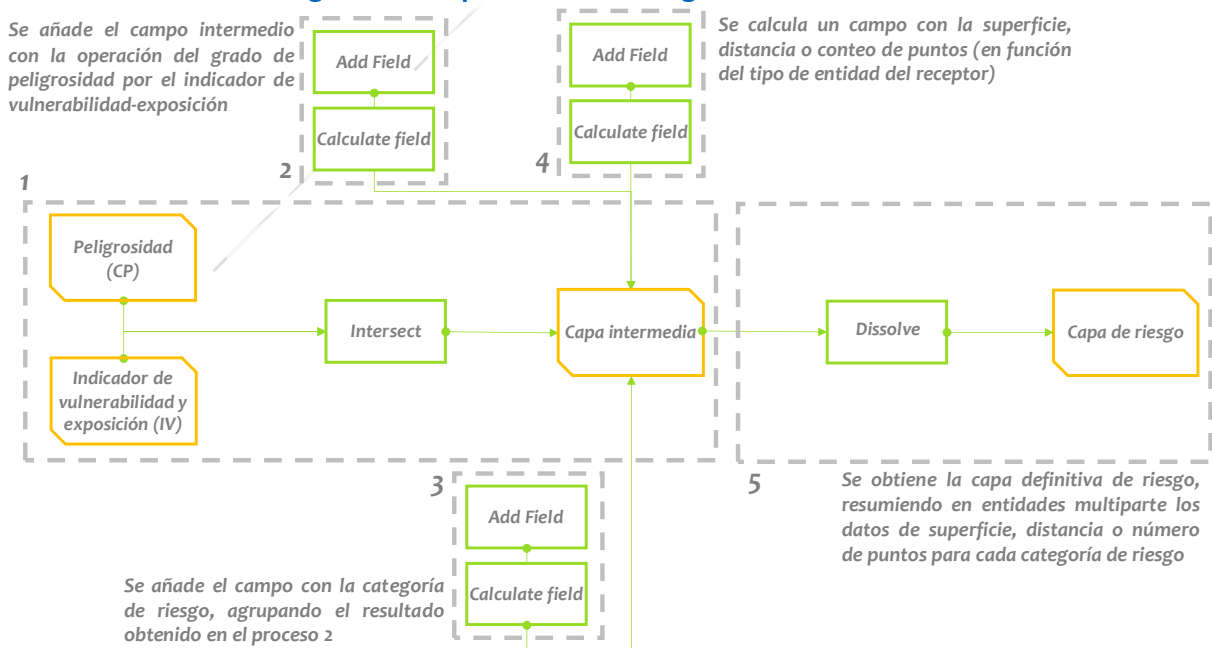 Se añade el campo intermedio
con la operación del grado de
peligrosidad por el indicador de
vulnerabilidad-exposición
Add Field
Calculate field
2
Add Field
Calculate field
4
Se calcula un campo con la superficie,
distancia o conteo de puntos (en función
del tipo de entidad del receptor)
1
Peligrosidad
(CP)
Indicador de
vulnerabilidad y
exposición (IV)
Intersect
Capa intermedia
Dissolve
Capa de riesgo
3
Add Field
Calculate field
Se añade el campo con la categoría
de riesgo, agrupando el resultado
obtenido en el proceso 2
5
Se obtiene la capa definitiva de riesgo,
resumiendo en entidades multiparte los
datos de superficie, distancia o número
de puntos para cada categoría de riesgo